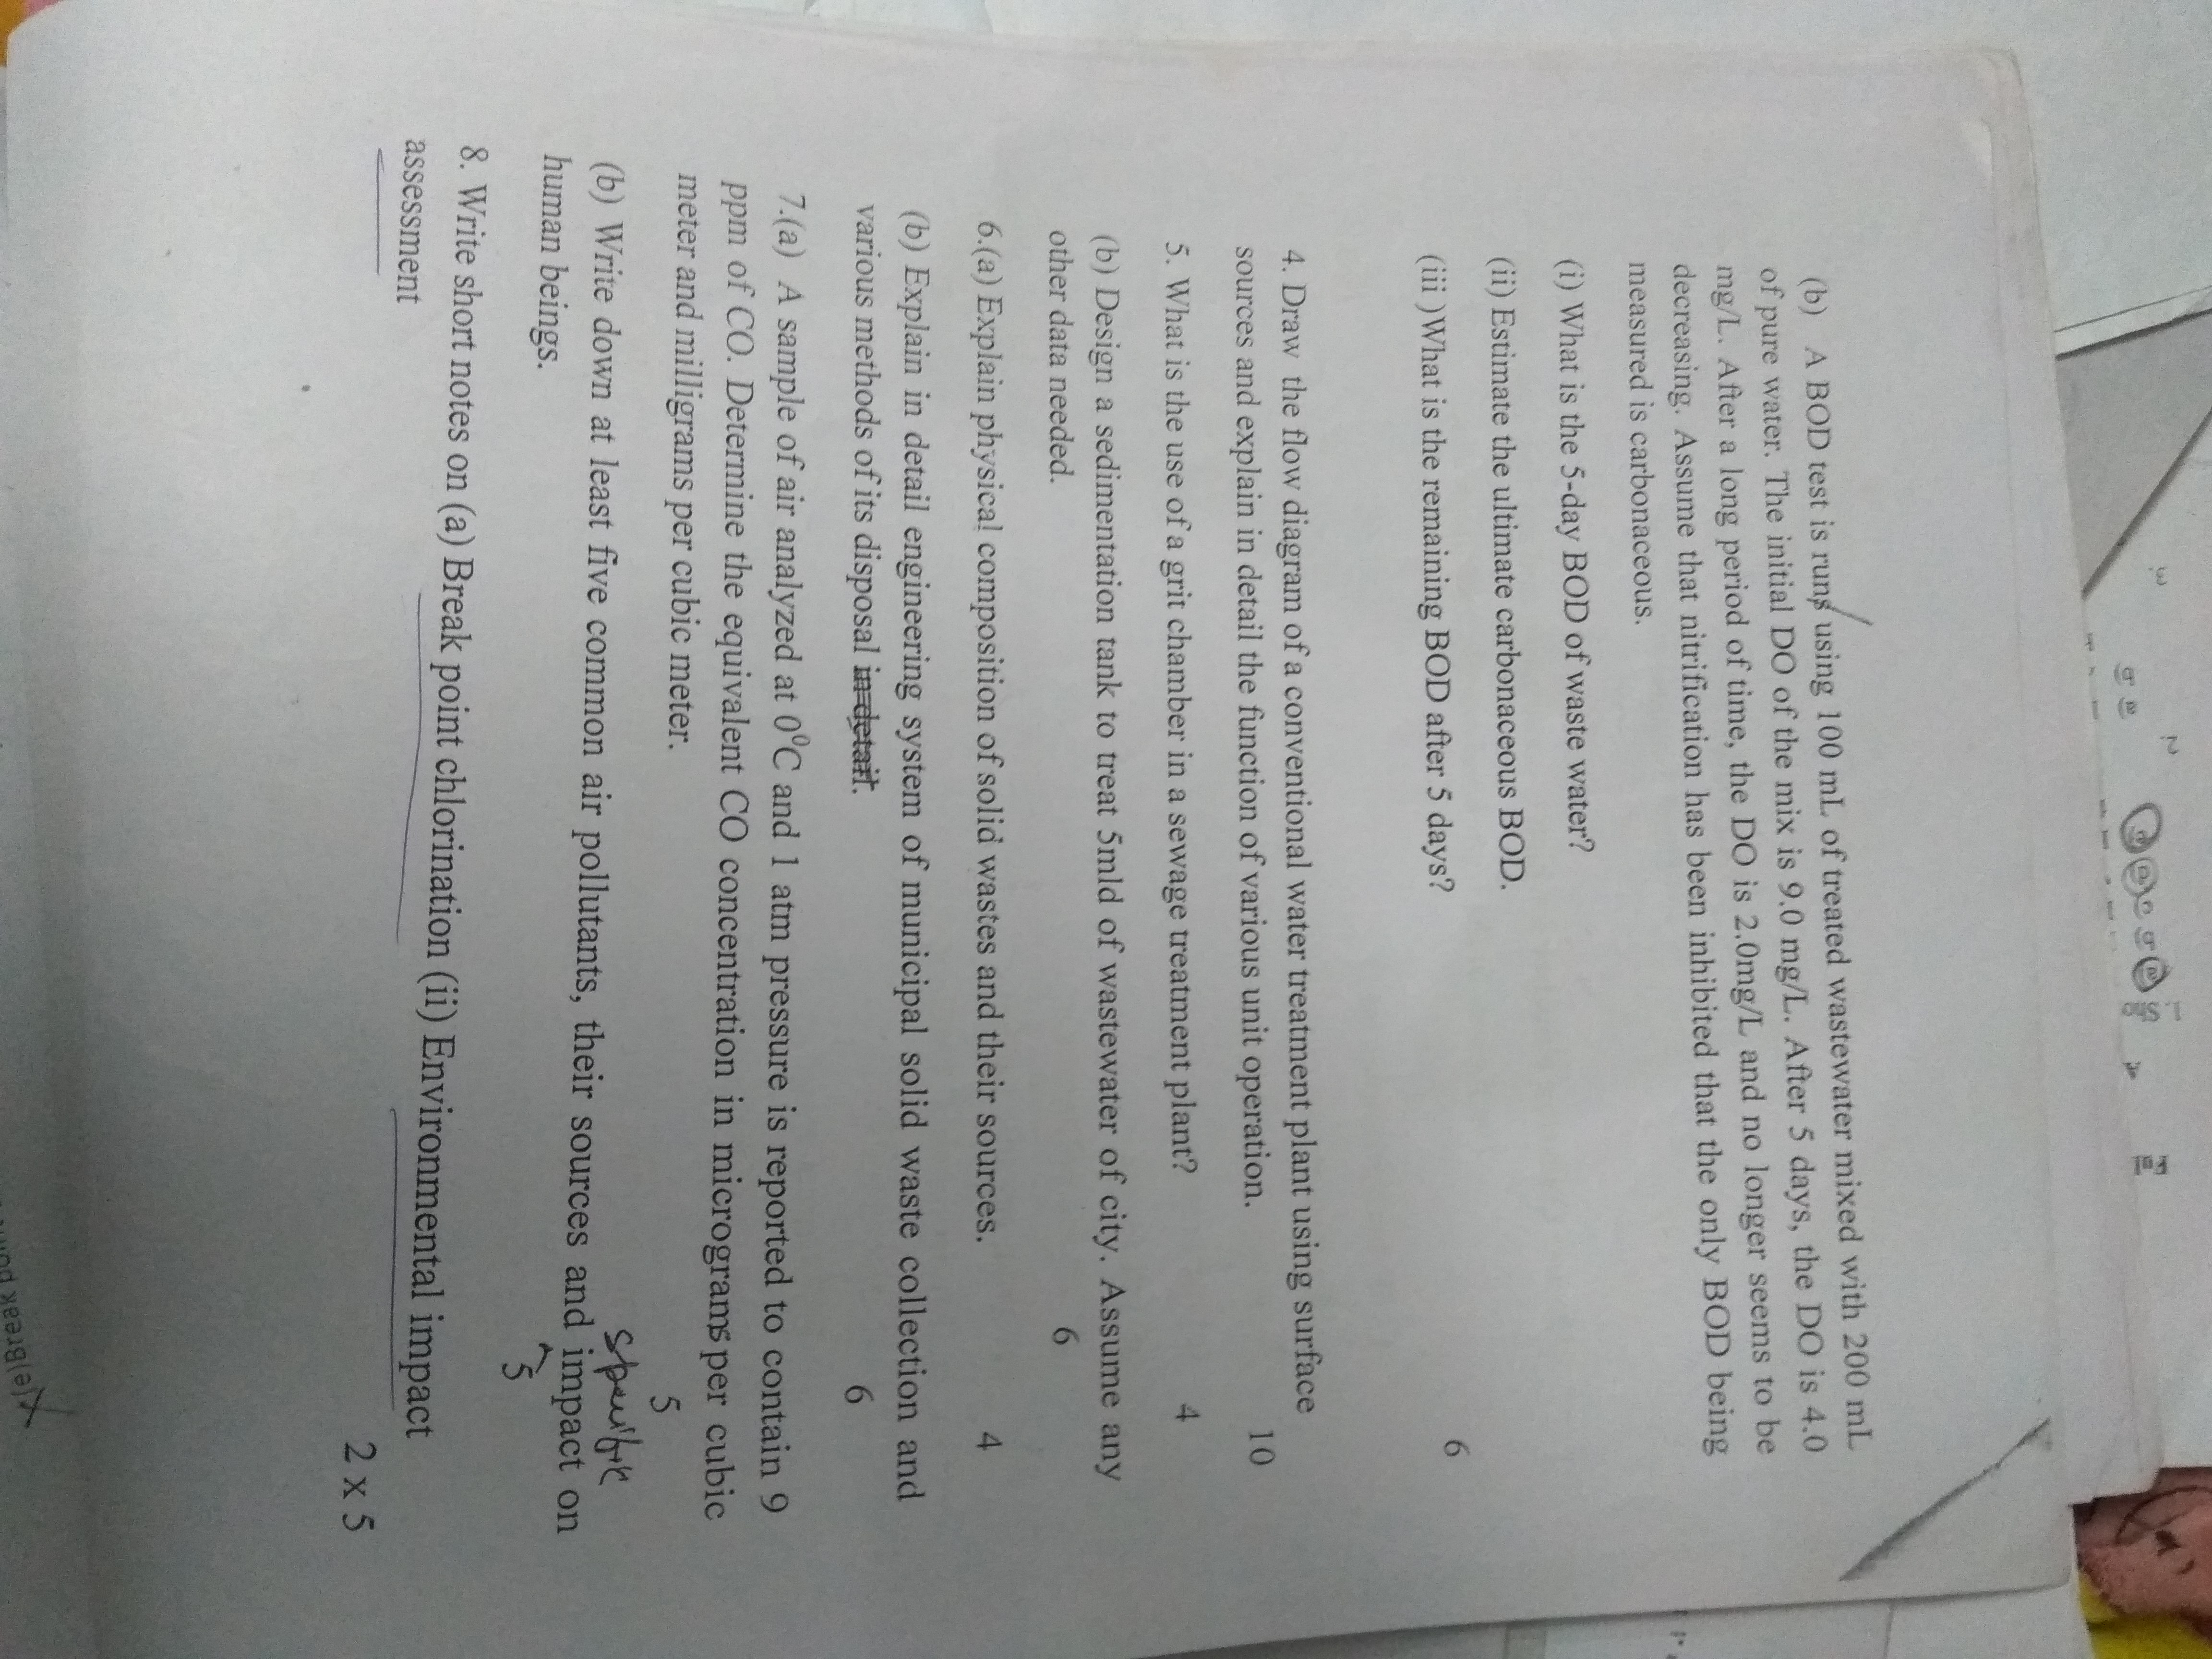 (b) A BOD test is runs using 100 mL of treated wastewater mixed with 200 mL
of pure water. The initial DO of the mix is 9.0 mg/L. After 5 days, the DO is 4.0
mg/L. After a long period of time, the DO is 2.0mg/L and no longer seems to be
decreasing. Assume that nitrification has been inhibited that the only BOD being
measured is carbonaceous.
(i) What is the 5-day BOD of waste water?
(ii) Estimate the ultimate carbonaceous BOD.
(iii )What is the remaining BOD after 5 days?
6
4. Draw the flow diagram of a conventional water treatment plant using surface
sources and explain in detail the function of various unit operation.
10
5. What is the use of a grit chamber in a sewage treatment plant?
4
(b) Design a sedimentation tank to treat 5mld of wastewater of city. Assume any
other data needed.
6
6.(a) Explain physical composition of solid wastes and their sources.
4
(b) Explain in detail engineering system of municipal solid waste collection and
various methods of its disposal in detail.
6
7.(a) A sample of air analyzed at 0⁰C and 1 atm pressure is reported to contain 9
ppm of CO. Determine the equivalent CO concentration in micrograms per cubic
meter and milligrams per cubic meter.
5
specific
(b) Write down at least five common air pollutants, their sources and impact on
human beings.
5
8. Write short notes on (a) Break point chlorination (ii) Environmental impact
assessment
2 x 5